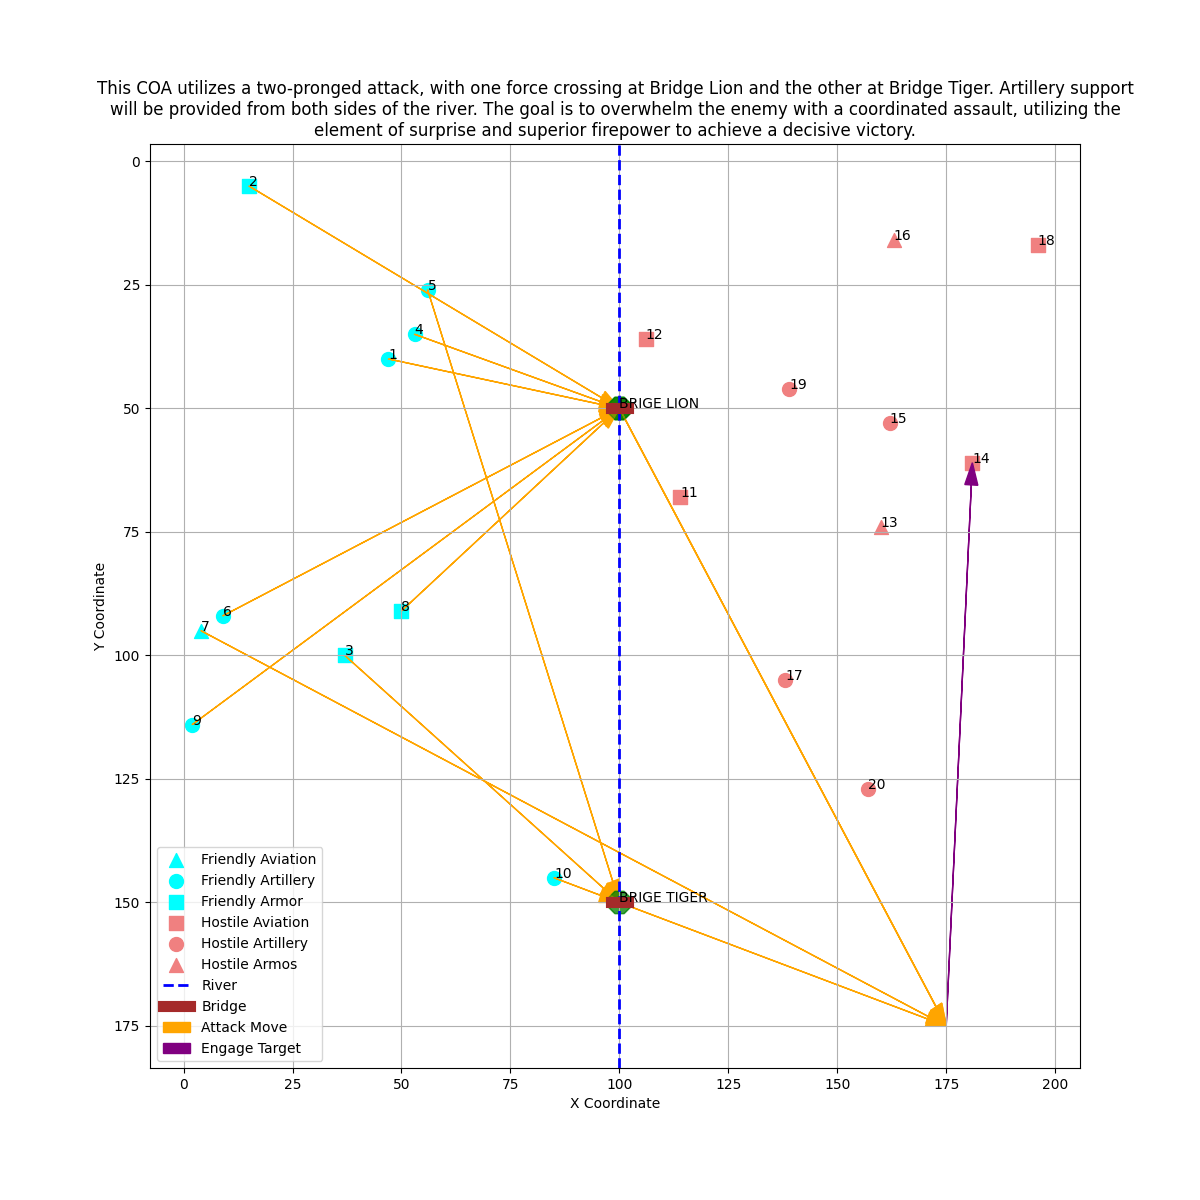 This COA utilizes a two-pronged attack, with one force crossing at Bridge Lion and the other at Bridge Tiger. Artillery support
will be provided from both sides of the river. The goal is to overwhelm the enemy with a coordinated assault, utilizing the
element of surprise and superior firepower to achieve a decisive victory.
0
2
16
18
25
5
4
12
1
19
BRIGE LION
50
15
14
11
13
75
Y Coordinate
8
6
7
3
100
17
9
125
20
10
BRIGE TIGER
150
175
Friendly Aviation
Friendly Artillery
Friendly Armor
Hostile Aviation
Hostile Artillery
Hostile Armos
River
Bridge
Attack Move
Engage Target
0 25 50 75 100 125 150 175 200
X Coordinate